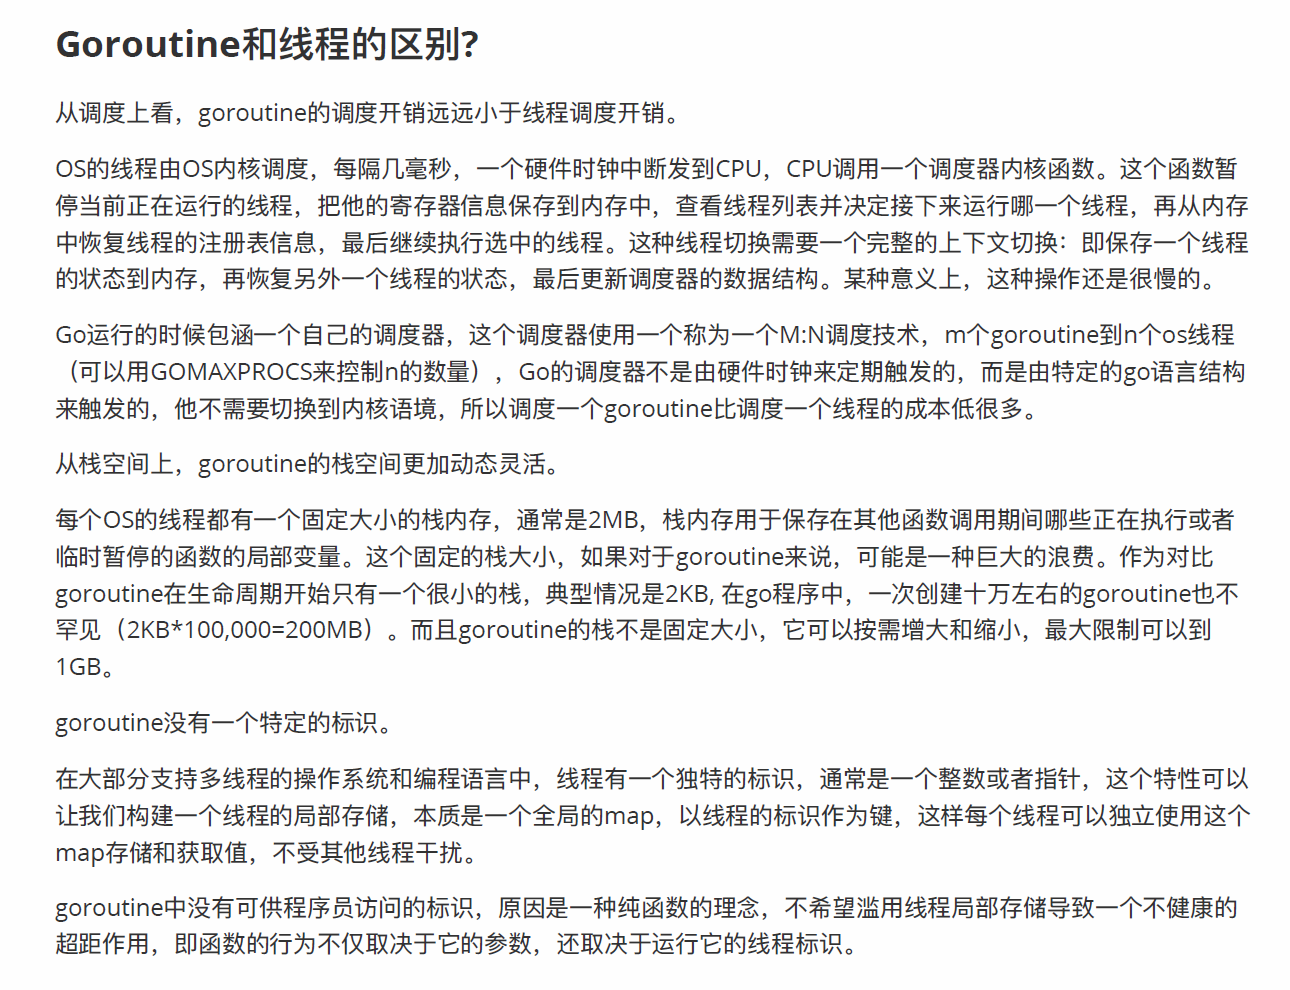 Goroutine和线程的区别?
从调度上看，goroutine的调度开销远远小于线程调度开销。
OS的线程由OS内核调度，每隔几毫秒，一个硬件时钟中断发到CPU，CPU调用一个调度器内核函数。这个函数暂
停当前正在运行的线程，把他的寄存器信息保存到内存中，查看线程列表并决定接下来运行哪一个线程，再从内存
中恢复线程的注册表信息，最后继续执行选中的线程。这种线程切换需要一个完整的上下文切换：即保存一个线程
的状态到内存，再恢复另外一个线程的状态，最后更新调度器的数据结构。某种意义上，这种操作还是很慢的。
Go运行的时候包涵一个自己的调度器，这个调度器使用一个称为一个M:N调度技术，m个goroutine到n个os线程
（可以用GOMAXPROCS来控制n的数量），Go的调度器不是由硬件时钟来定期触发的，而是由特定的go语言结构
来触发的，他不需要切换到内核语境，所以调度一个goroutine比调度一个线程的成本低很多。
从栈空间上，goroutine的栈空间更加动态灵活。
每个OS的线程都有一个固定大小的栈内存，通常是2MB，栈内存用于保存在其他函数调用期间哪些正在执行或者
临时暂停的函数的局部变量。这个固定的栈大小，如果对于goroutine来说，可能是一种巨大的浪费。作为对比
goroutine在生命周期开始只有一个很小的栈，典型情况是2KB, 在go程序中，一次创建十万左右的goroutine也不
罕见（2KB*100,000=200MB）。而且goroutine的栈不是固定大小，它可以按需增大和缩小，最大限制可以到
1GB。
goroutine没有一个特定的标识。
在大部分支持多线程的操作系统和编程语言中，线程有一个独特的标识，通常是一个整数或者指针，这个特性可以
让我们构建一个线程的局部存储，本质是一个全局的map，以线程的标识作为键，这样每个线程可以独立使用这个
map存储和获取值，不受其他线程干扰。
goroutine中没有可供程序员访问的标识，原因是一种纯函数的理念，不希望滥用线程局部存储导致一个不健康的
超距作用，即函数的行为不仅取决于它的参数，还取决于运行它的线程标识。